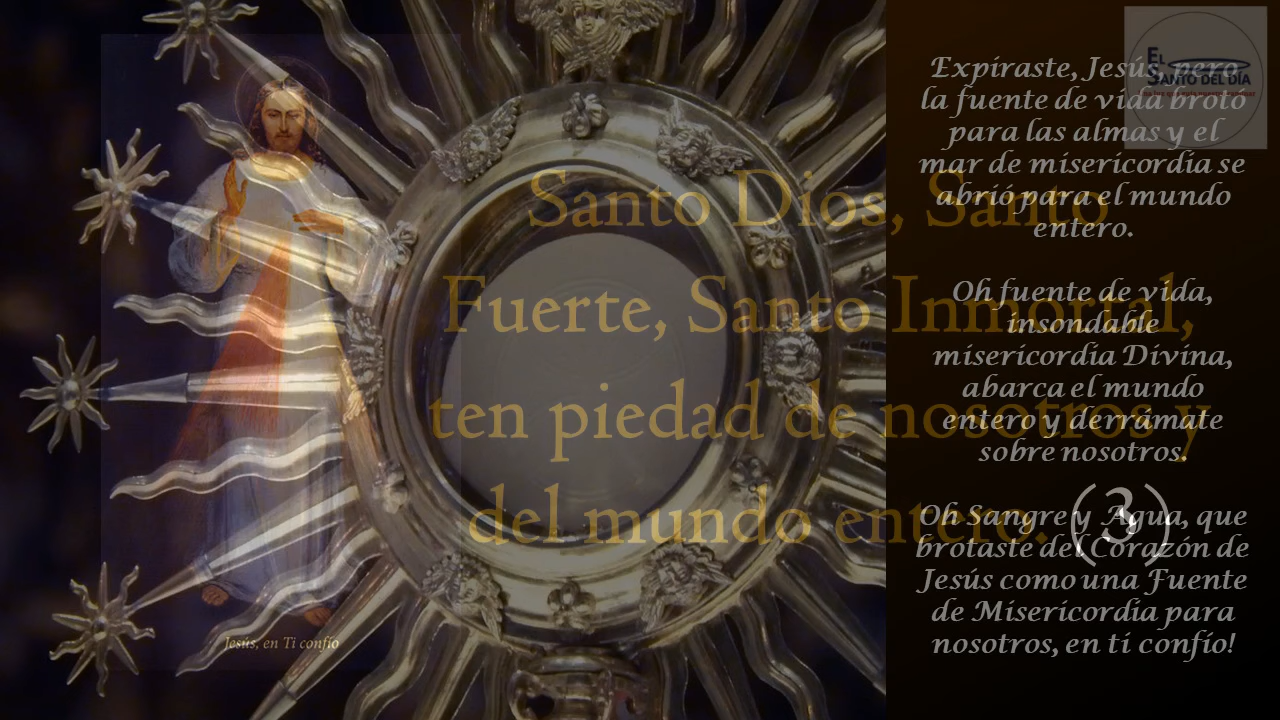 EL
SANTO DEL DÍA
Expiraste, Jesús, pero
la fuente de vida brotó
para las almas y el
mar de misericordia se
abrió para el mundo
entero.
Oh fuente de vida,
insondable
misericordia Divina,
abarca el mundo
entero y derrámate
sobre nosotros.
Oh Sangre y Agua, que
brotaste del Corazón de
Jesús como una Fuente
de Misericordia para
nosotros, en ti confío!
Santo Dios, Santo
Fuerte, Santo Inmortal,
ten piedad de nosotros y
del mundo entero.
(3)
Jesús, en Ti confío